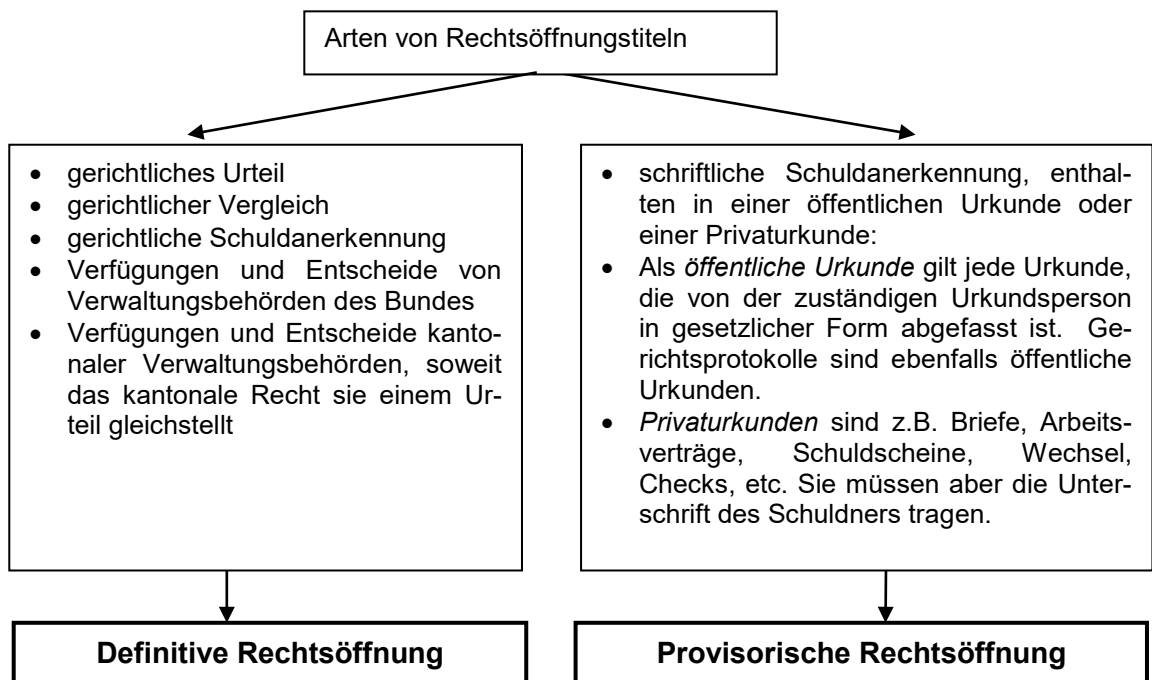 Arten von Rechtsöffnungstiteln
• gerichtliches Urteil
• gerichtlicher Vergleich
• gerichtliche Schuldanerkennung
• Verfügungen und Entscheide von
Verwaltungsbehörden des Bundes
• Verfügungen und Entscheide kanto-
naler Verwaltungsbehörden, soweit
das kantonale Recht sie einem Ur-
teil gleichstellt
• schriftliche Schuldanerkennung, enthal-
ten in einer öffentlichen Urkunde oder
einer Privaturkunde:
• Als öffentliche Urkunde gilt jede Urkunde,
die von der zuständigen Urkundsperson
in gesetzlicher Form abgefasst ist. Ge-
richtsprotokolle sind ebenfalls öffentliche
Urkunden.
• Privaturkunden sind z.B. Briefe, Arbeits-
verträge, Schuldscheine, Wechsel,
Checks, etc. Sie müssen aber die Unter-
schrift des Schuldners tragen.
Definitive Rechtsöffnung
Provisorische Rechtsöffnung